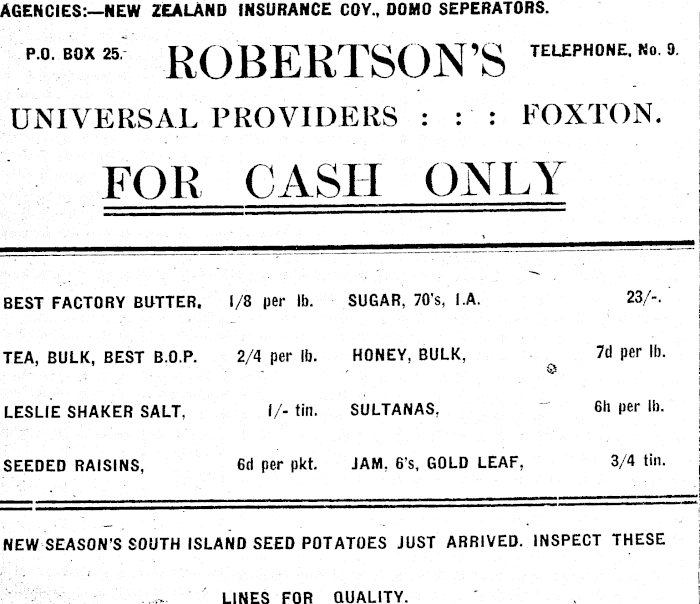 AGENCIES:—NEW ZEALAND INSURANCE COY., DOMO SEPERATORS.
P.O. BOX 25. ROBERTSON'S TELEPHONE, No. 9.
UNIVERSAL PROVIDERS : : : FOXTON.
FOR CASH ONLY
BEST FACTORY BUTTER, 1/8 per lb. SUGAR, 70's, I.A. 23/-.
TEA, BULK, BEST B.O.P. 2/4 per lb. HONEY, BULK, 7d per lb.
LESLIE SHAKER SALT, 1/- tin. SULTANAS, 6h per lb.
SEEDED RAISINS, 6d per pkt. JAM, 6's, GOLD LEAF, 3/4 tin.
NEW SEASON'S SOUTH ISLAND SEED POTATOES JUST ARRIVED. INSPECT THESE
LINES FOR QUALITY.